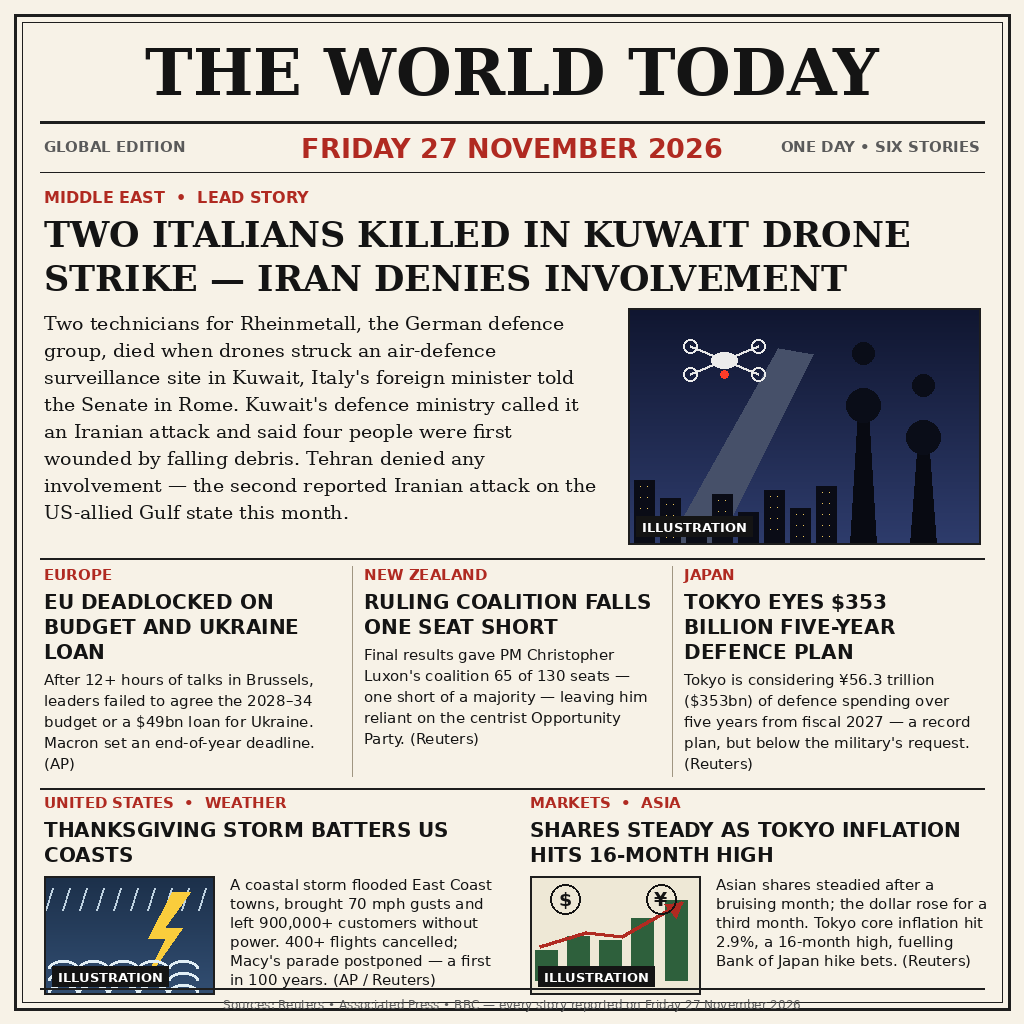 THE WORLD TODAY
GLOBAL EDITION
FRIDAY 27 NOVEMBER 2026
ONE DAY • SIX STORIES
MIDDLE EAST • LEAD STORY
TWO ITALIANS KILLED IN KUWAIT DRONE
STRIKE — IRAN DENIES INVOLVEMENT
Two technicians for Rheinmetall, the German defence
group, died when drones struck an air-defence
surveillance site in Kuwait, Italy's foreign minister told
the Senate in Rome. Kuwait's defence ministry called it
an Iranian attack and said four people were first
wounded by falling debris. Tehran denied any
involvement — the second reported Iranian attack on the
US-allied Gulf state this month.
ILLUSTRATION
EUROPE
EU DEADLOCKED ON
BUDGET AND UKRAINE
LOAN
After 12+ hours of talks in Brussels,
leaders failed to agree the 2028–34
budget or a $49bn loan for Ukraine.
Macron set an end-of-year deadline.
(AP)
NEW ZEALAND
RULING COALITION FALLS
ONE SEAT SHORT
Final results gave PM Christopher
Luxon's coalition 65 of 130 seats —
one short of a majority — leaving him
reliant on the centrist Opportunity
Party. (Reuters)
JAPAN
TOKYO EYES $353
BILLION FIVE-YEAR
DEFENCE PLAN
Tokyo is considering ¥56.3 trillion
($353bn) of defence spending over
five years from fiscal 2027 — a record
plan, but below the military's request.
(Reuters)
UNITED STATES • WEATHER
THANKSGIVING STORM BATTERS US
COASTS
ILLUSTRATION
A coastal storm flooded East Coast
towns, brought 70 mph gusts and
left 900,000+ customers without
power. 400+ flights cancelled;
Macy's parade postponed — a first
in 100 years. (AP / Reuters)
MARKETS • ASIA
SHARES STEADY AS TOKYO INFLATION
HITS 16-MONTH HIGH
$
¥
ILLUSTRATION
Asian shares steadied after a
bruising month; the dollar rose for a
third month. Tokyo core inflation hit
2.9%, a 16-month high, fuelling
Bank of Japan hike bets. (Reuters)
Sources: Reuters • Associated Press • BBC — every story reported on Friday 27 November 2026